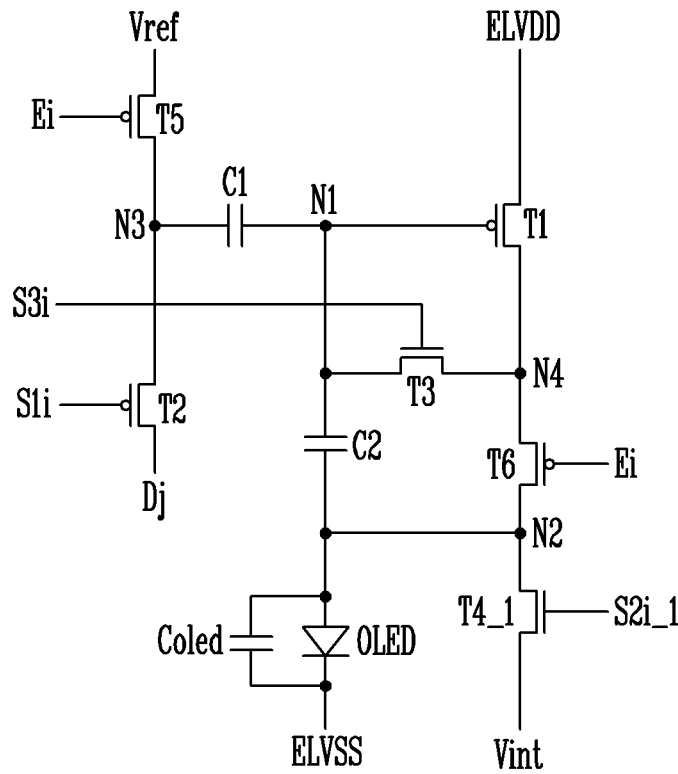 Vref
ELVDD
Ei
T5
C1
N1
N3
T1
S3i
T3
N4
S1i
T2
C2
T6
Ei
Dj
N2
T4_1
S2i_1
Coled
OLED
ELVSS
Vint